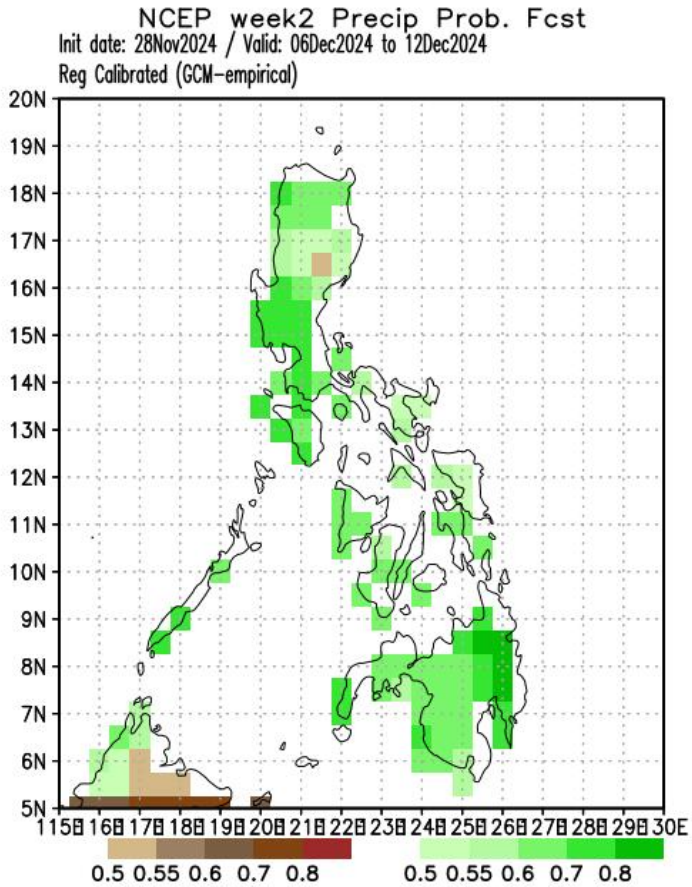 NCEP week2 Precip Prob. Fcst
Init date: 28Nov2024 / Valid: 06Dec2024 to 12Dec2024
Reg Calibrated (GCM-empirical)
20N
19N
18N
17N
16N
15N
14N
13N
12N
11N
10N
9N
8N
7N
6N
5N
115E 116E 117E 118E 119E 120E 121E 122E 123E 124E 125E 126E 127E 128E 129E 130E
0.5 0.55 0.6 0.7 0.8 0.5 0.55 0.6 0.7 0.8